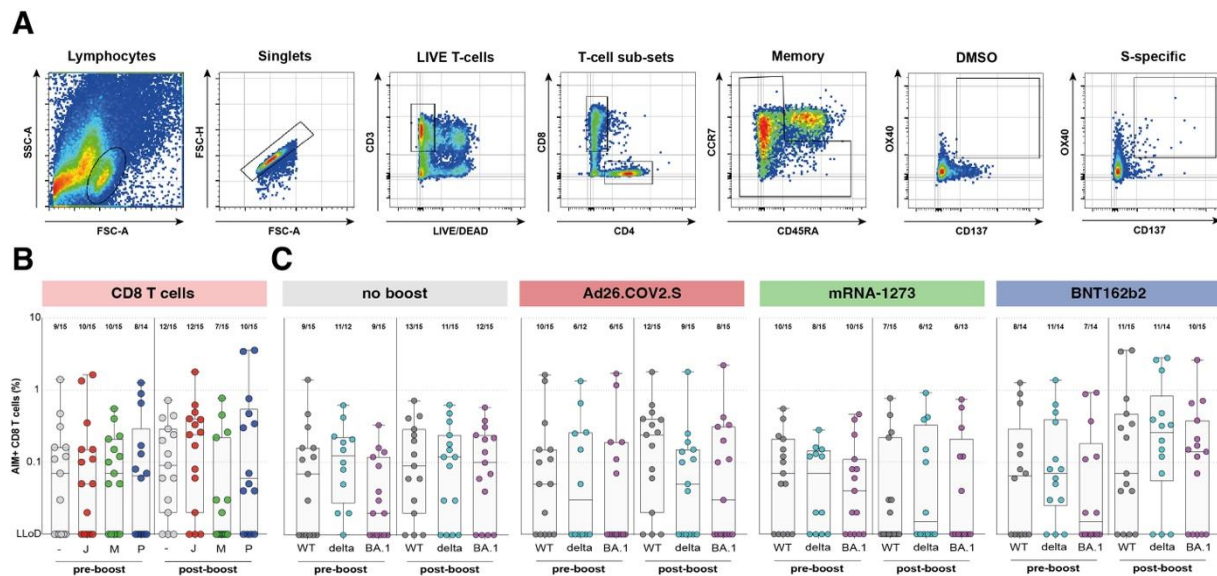 A
Lymphocytes Singlets LIVE T-cells T-cell sub-sets Memory DMSO S-specific
SSC-A FSC-H CD3 CD8 CCR7 OX40 OX40
FSC-A FSC-A LIVE/DEAD CD4 CD45RA CD137 CD137
B C
CD8 T cells no boost Ad26.COV2.S mRNA-1273 BNT162b2
10 9/15 10/15 10/15 8/14 12/15 12/15 7/15 10/15 9/15 11/12 9/15 13/15 11/15 12/15 10/15 6/12 6/15 12/15 9/15 8/15 10/15 8/15 10/15 7/15 6/12 6/13 8/14 11/14 7/14 11/15 11/14 10/15
1
AIM+ CD8 T cells (%)
0.1
LLoD
- J M P - J M P WT delta BA.1 WT delta BA.1 WT delta BA.1 WT delta BA.1 WT delta BA.1 WT delta BA.1 WT delta BA.1 WT delta BA.1
pre-boost post-boost pre-boost post-boost pre-boost post-boost pre-boost post-boost pre-boost post-boost